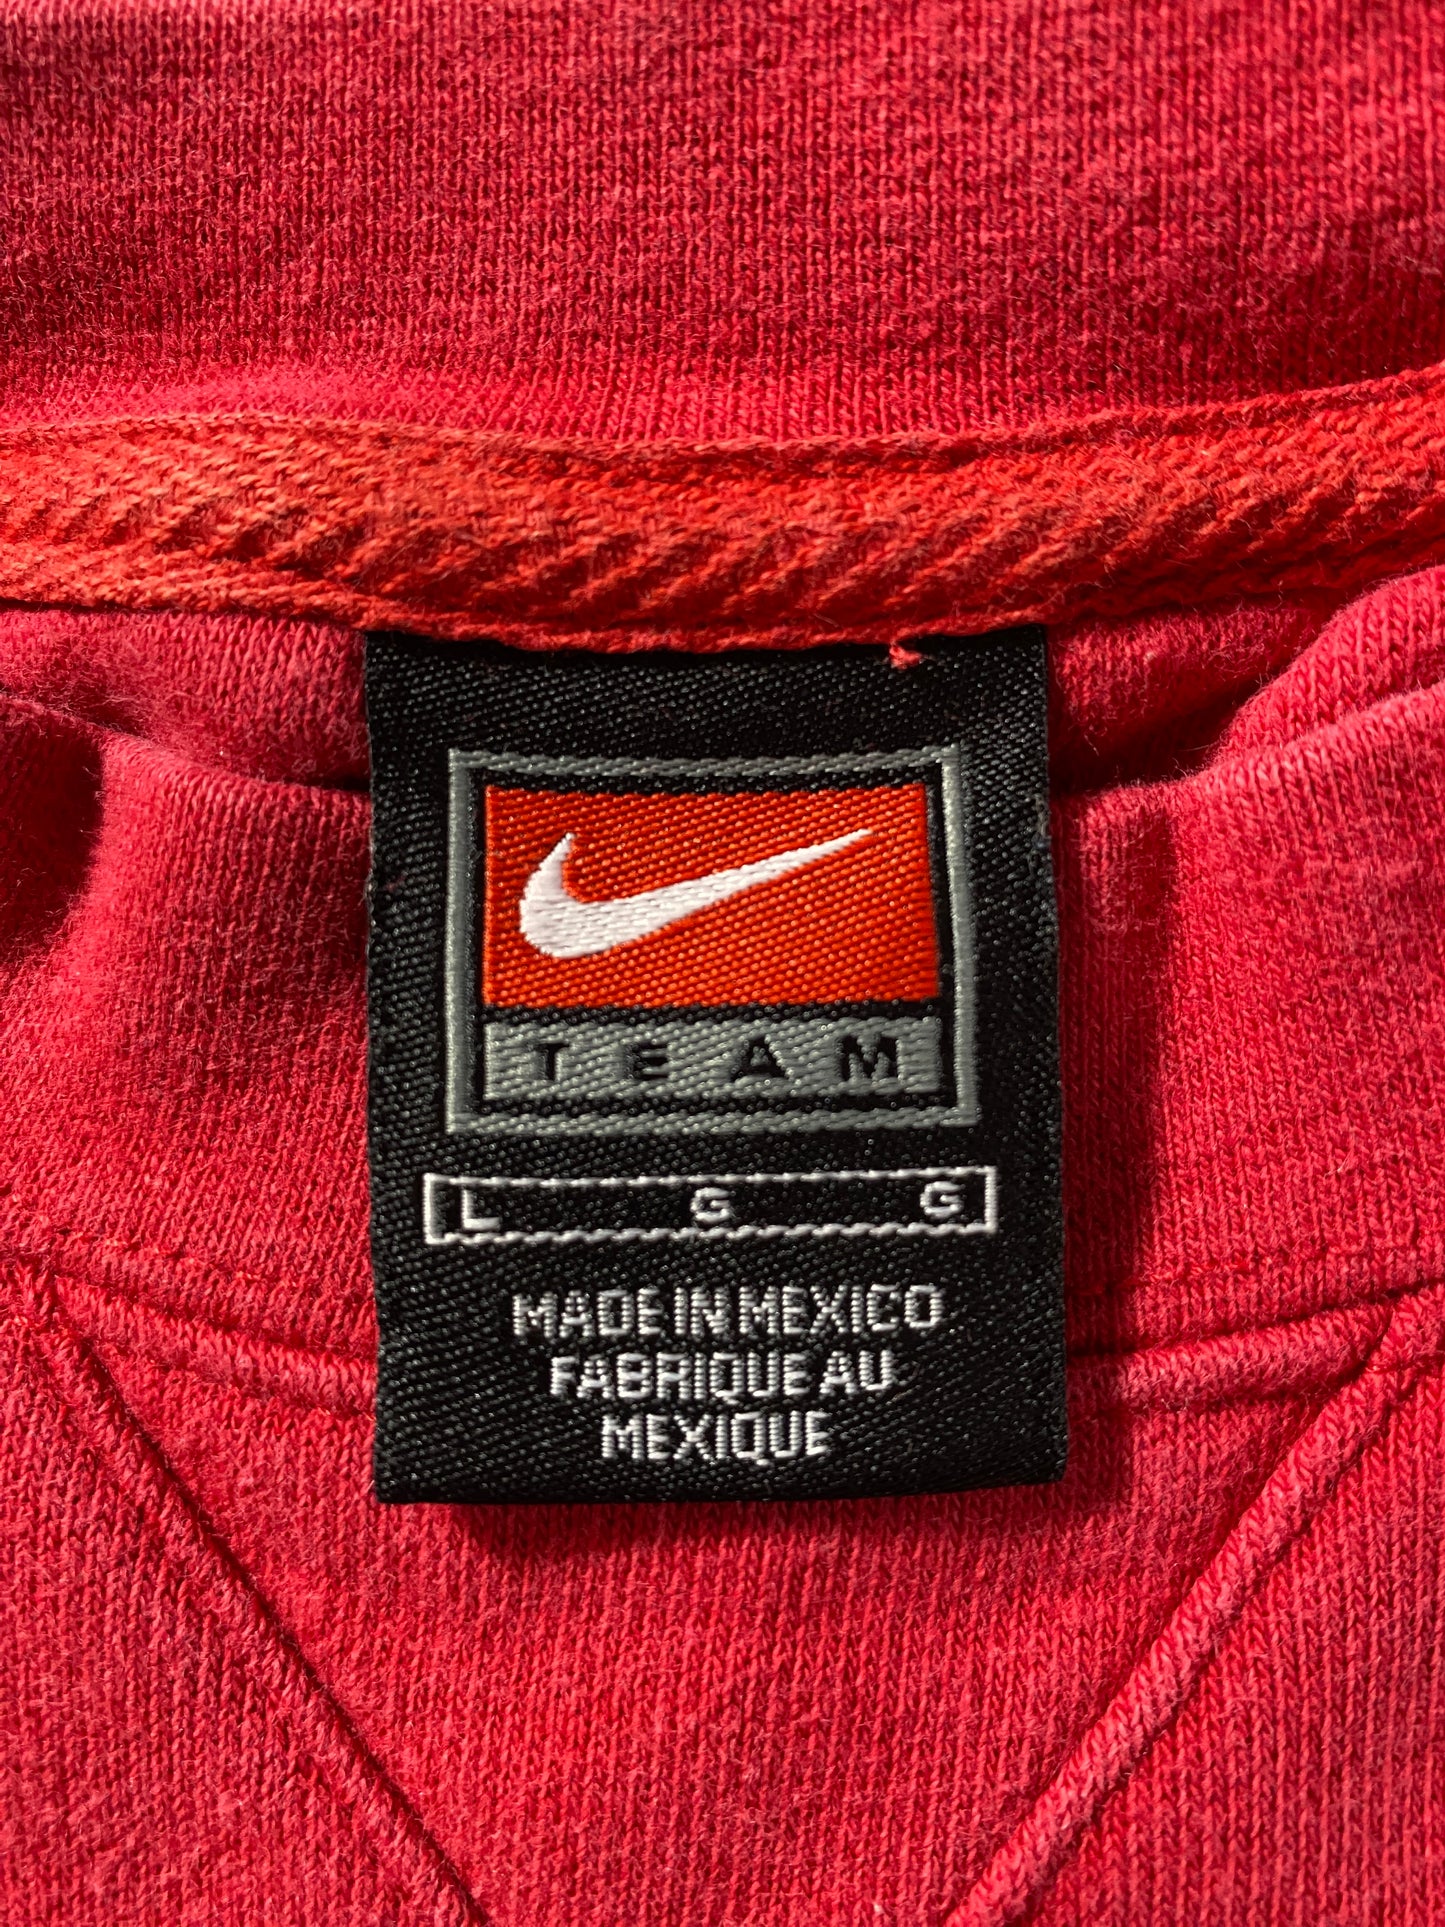 TEAM
L G G
MADE IN MEXICO
FABRIQUE AU
MEXIQUE